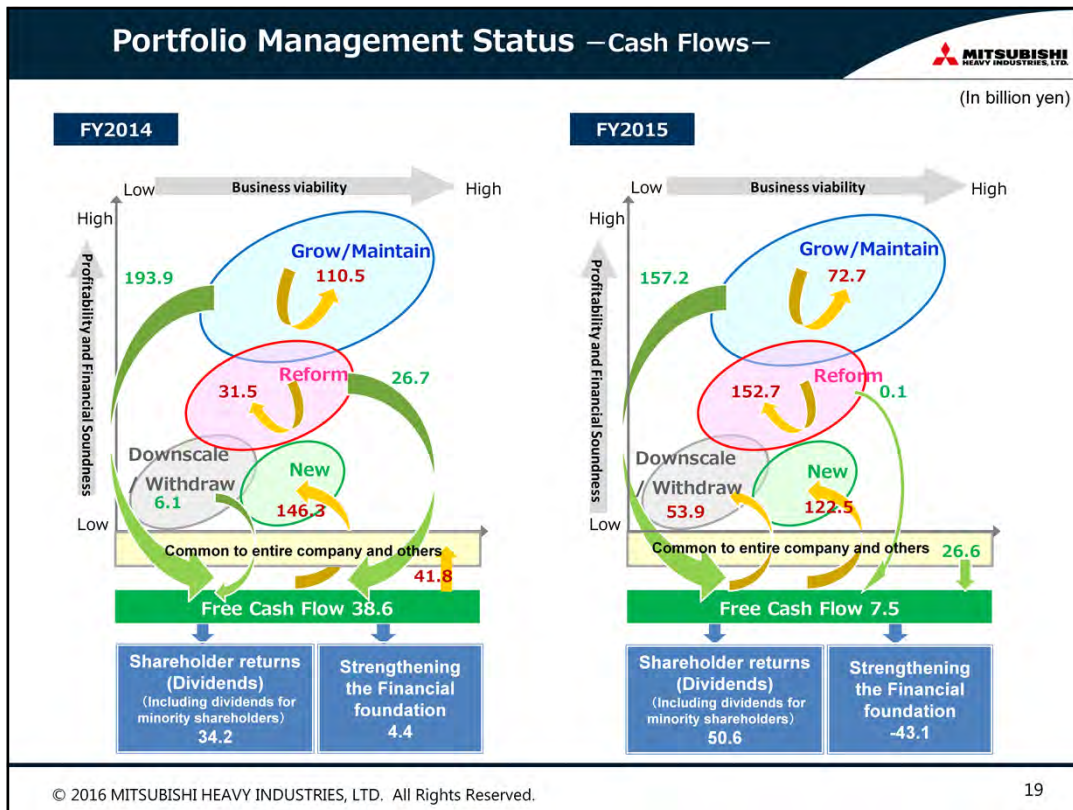 Portfolio Management Status －Cash Flows－
MITSUBISHI
HEAVY INDUSTRIES, LTD.
(In billion yen)
FY2014
Low
Business viability
High
High
Profitability and Financial Soundness
Low
193.9
Grow/Maintain
110.5
Reform
31.5
26.7
Downscale
/ Withdraw
6.1
New
146.3
Common to entire company and others
41.8
Free Cash Flow 38.6
Shareholder returns
(Dividends)
(Including dividends for
minority shareholders)
34.2
Strengthening
the Financial
foundation
4.4
FY2015
Low
Business viability
High
High
Profitability and Financial Soundness
Low
157.2
Grow/Maintain
72.7
Reform
152.7
0.1
Downscale
/ Withdraw
53.9
New
122.5
Common to entire company and others
26.6
Free Cash Flow 7.5
Shareholder returns
(Dividends)
(Including dividends for
minority shareholders)
50.6
Strengthening
the Financial
foundation
-43.1
© 2016 MITSUBISHI HEAVY INDUSTRIES, LTD. All Rights Reserved.
19